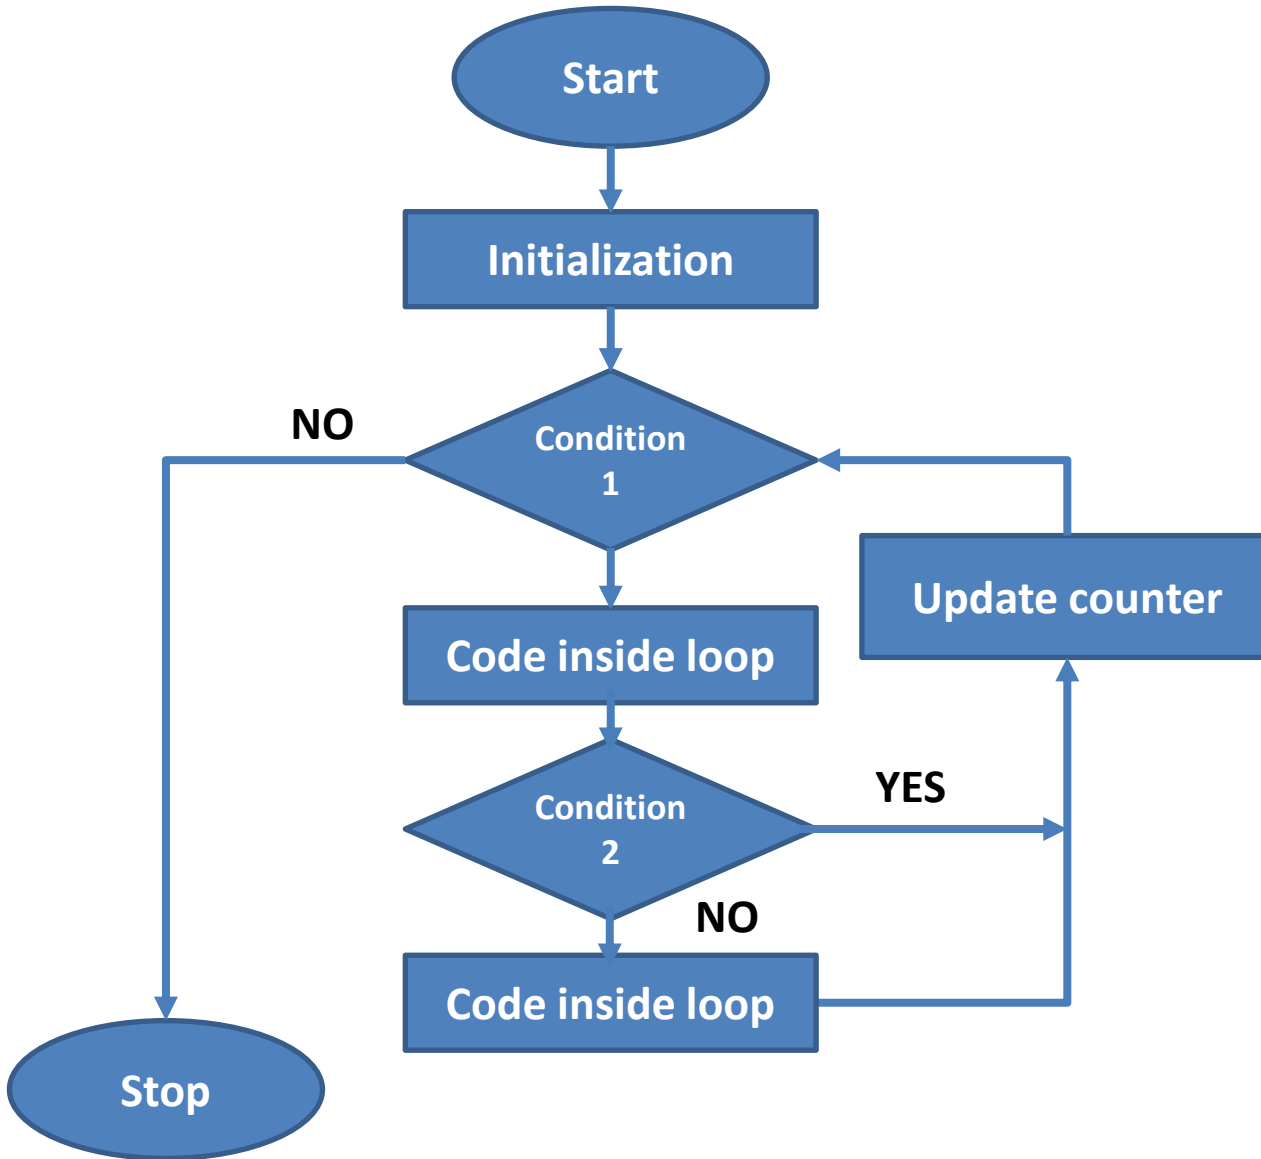 Start
Initialization
NO
Condition
1
Update counter
Code inside loop
YES
Condition
2
NO
Code inside loop
Stop